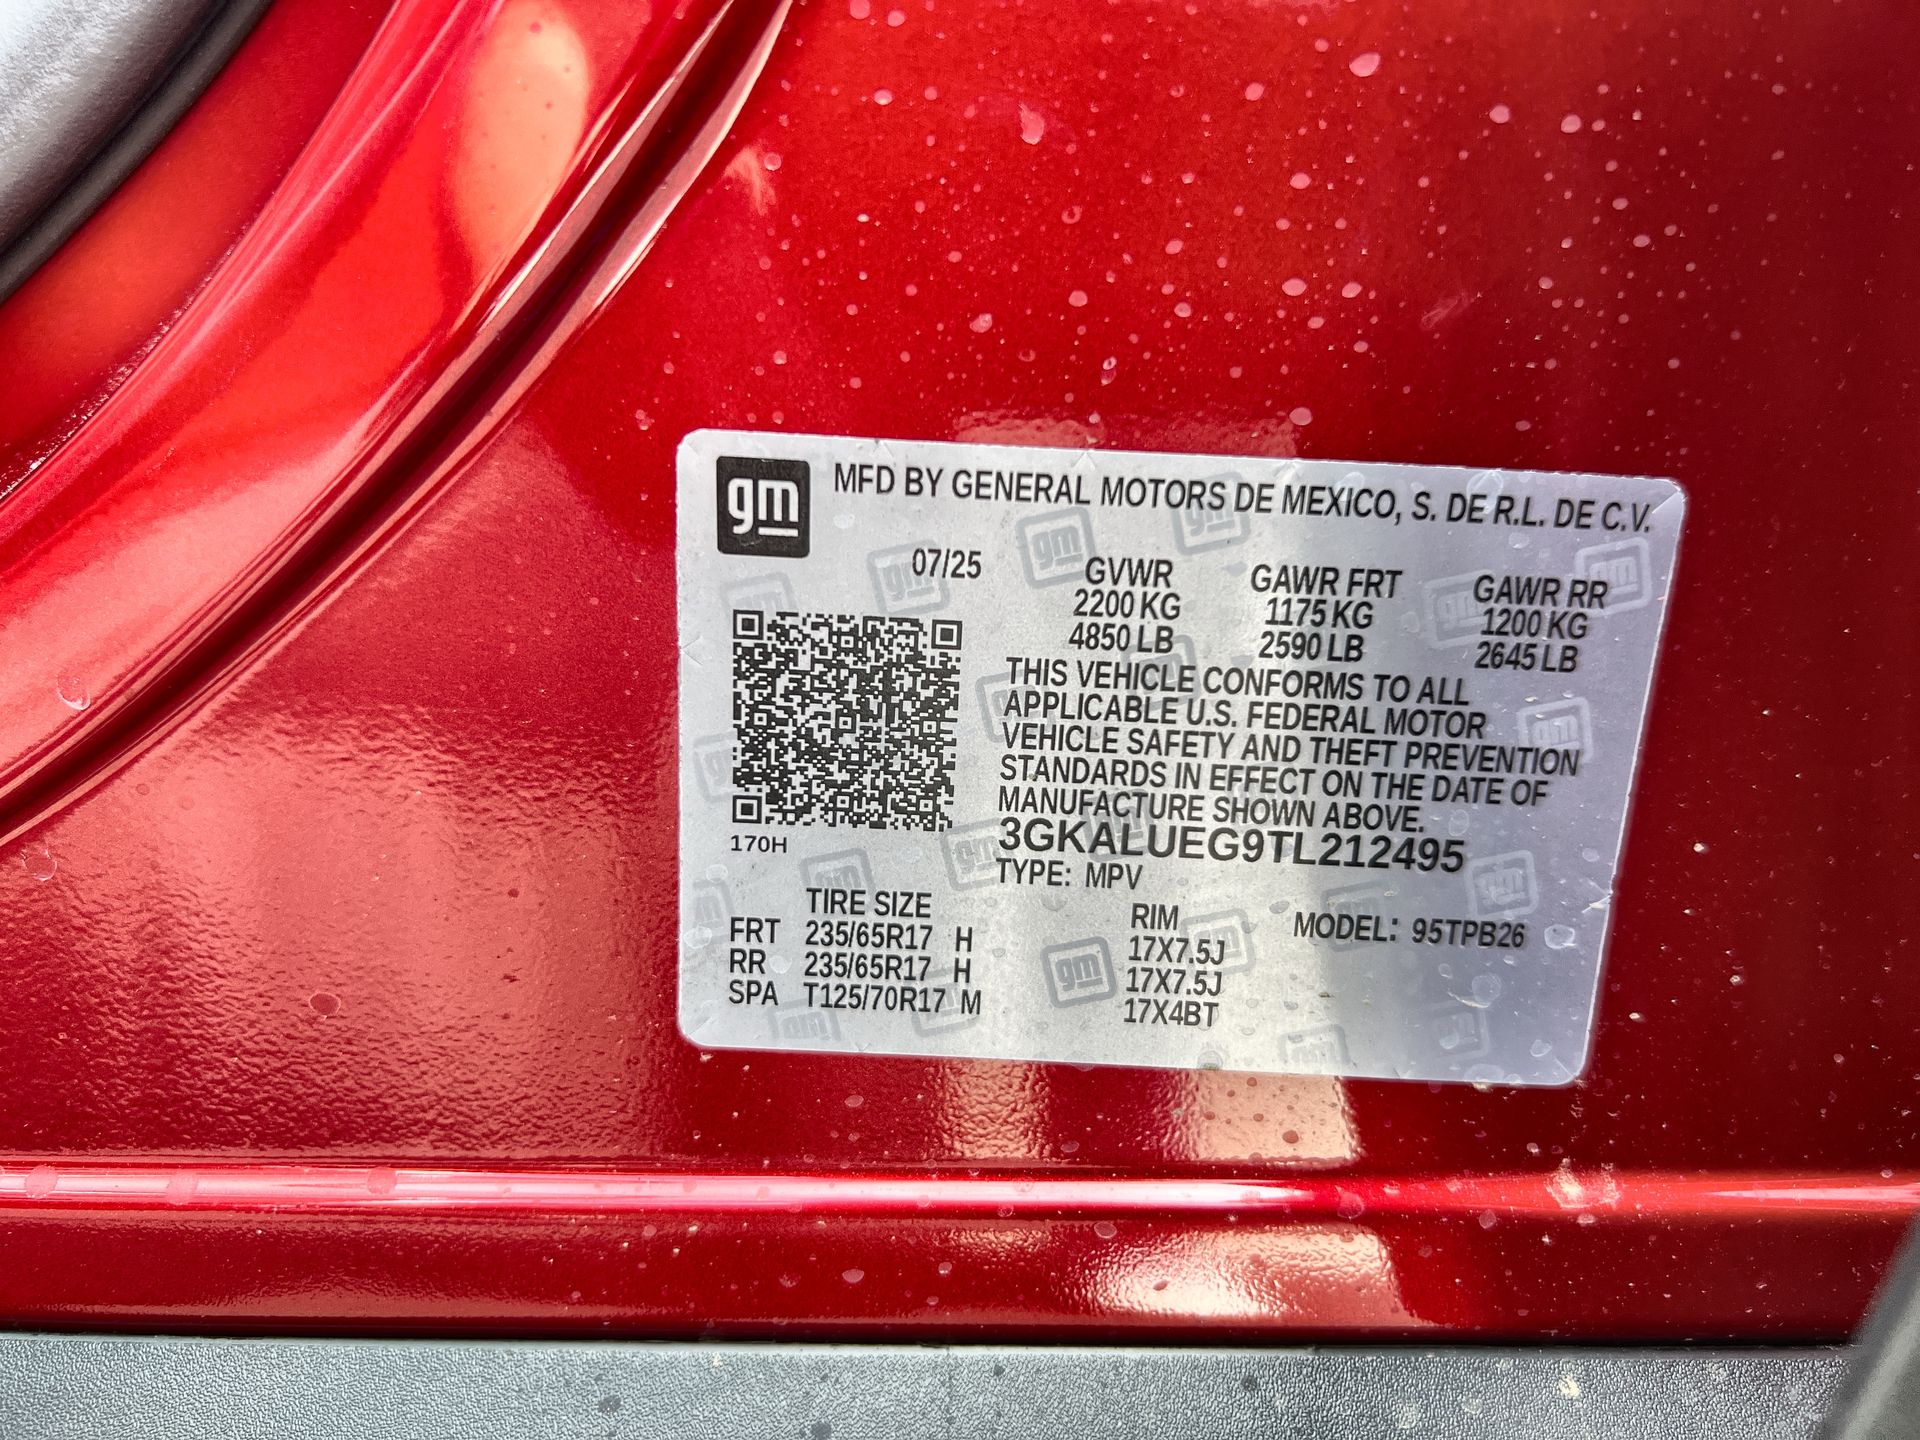 gm MFD BY GENERAL MOTORS DE MEXICO, S. DE R.L. DE C.V.
07/25 GVWR GAWR FRT GAWR RR
2200 KG 1175 KG 1200 KG
4850 LB 2590 LB 2645 LB
THIS VEHICLE CONFORMS TO ALL
APPLICABLE U.S. FEDERAL MOTOR
VEHICLE SAFETY AND THEFT PREVENTION
STANDARDS IN EFFECT ON THE DATE OF
MANUFACTURE SHOWN ABOVE.
170H 3GKALUEG9TL212495
TYPE: MPV
TIRE SIZE RIM MODEL: 95TPB26
FRT 235/65R17 H 17X7.5J
RR 235/65R17 H 17X7.5J
SPA T125/70R17 M 17X4BT